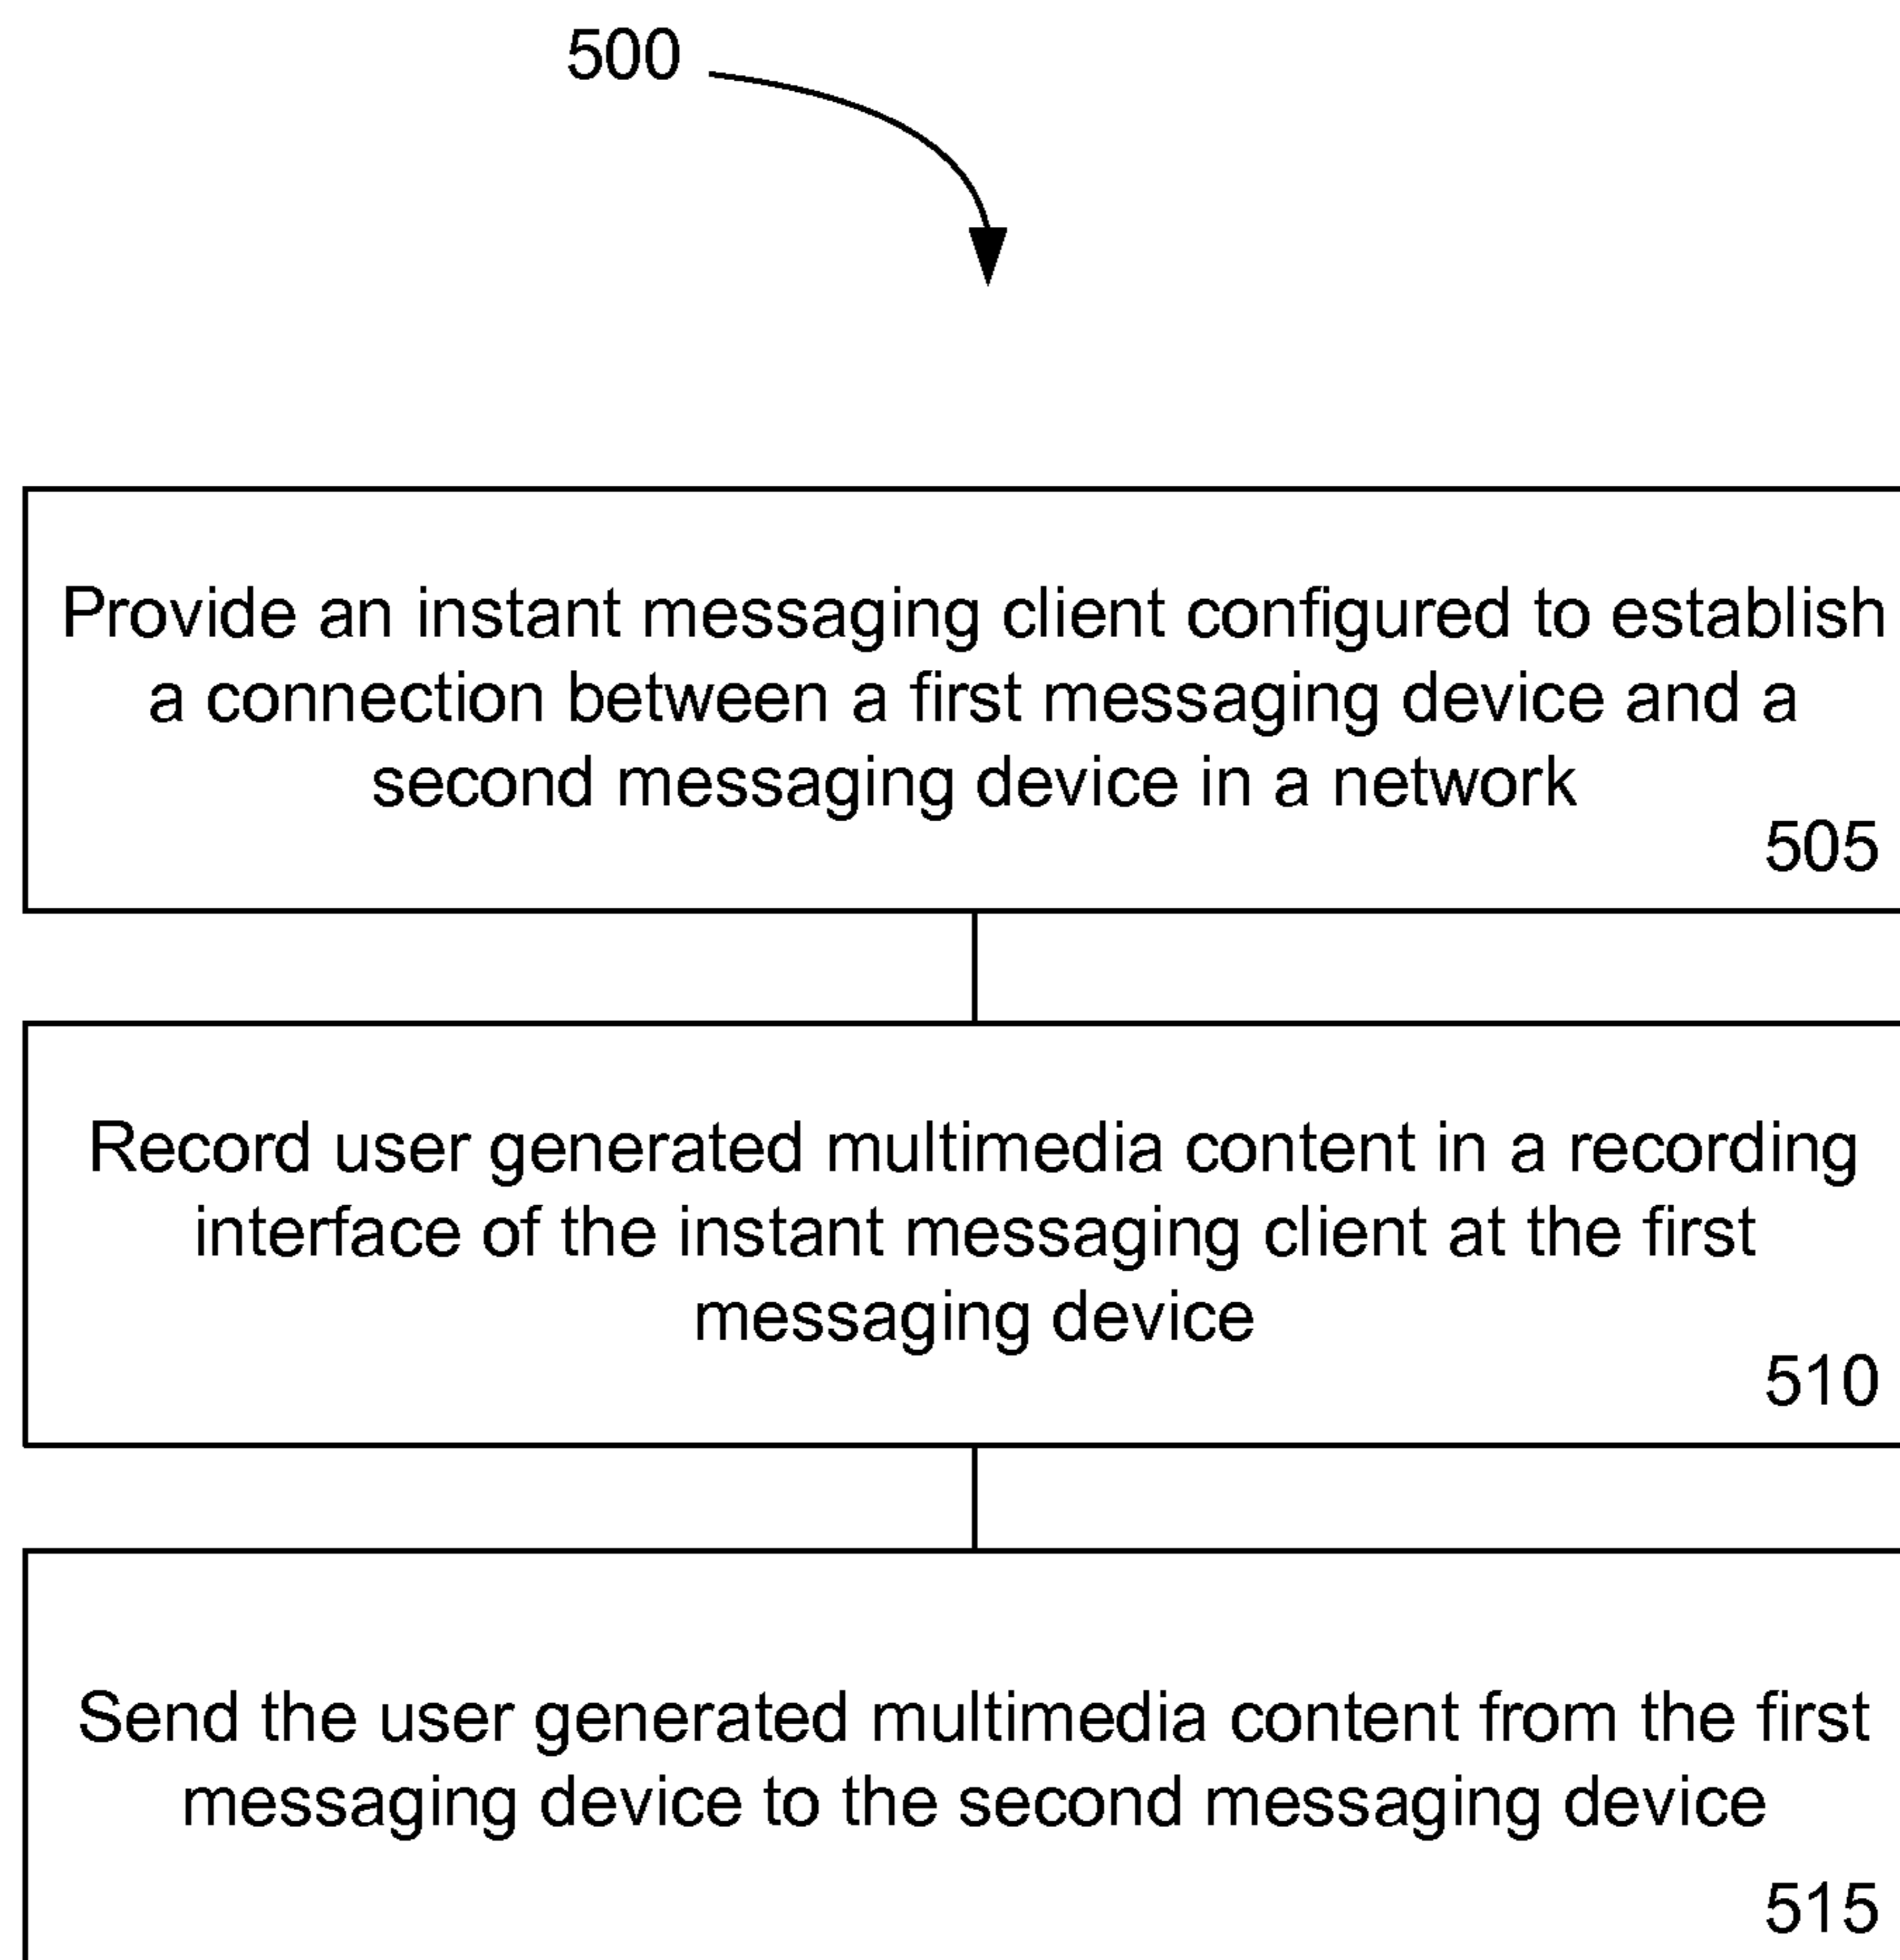 500
Provide an instant messaging client configured to establish
a connection between a first messaging device and a
second messaging device in a network
505
Record user generated multimedia content in a recording
interface of the instant messaging client at the first
messaging device
510
Send the user generated multimedia content from the first
messaging device to the second messaging device
515